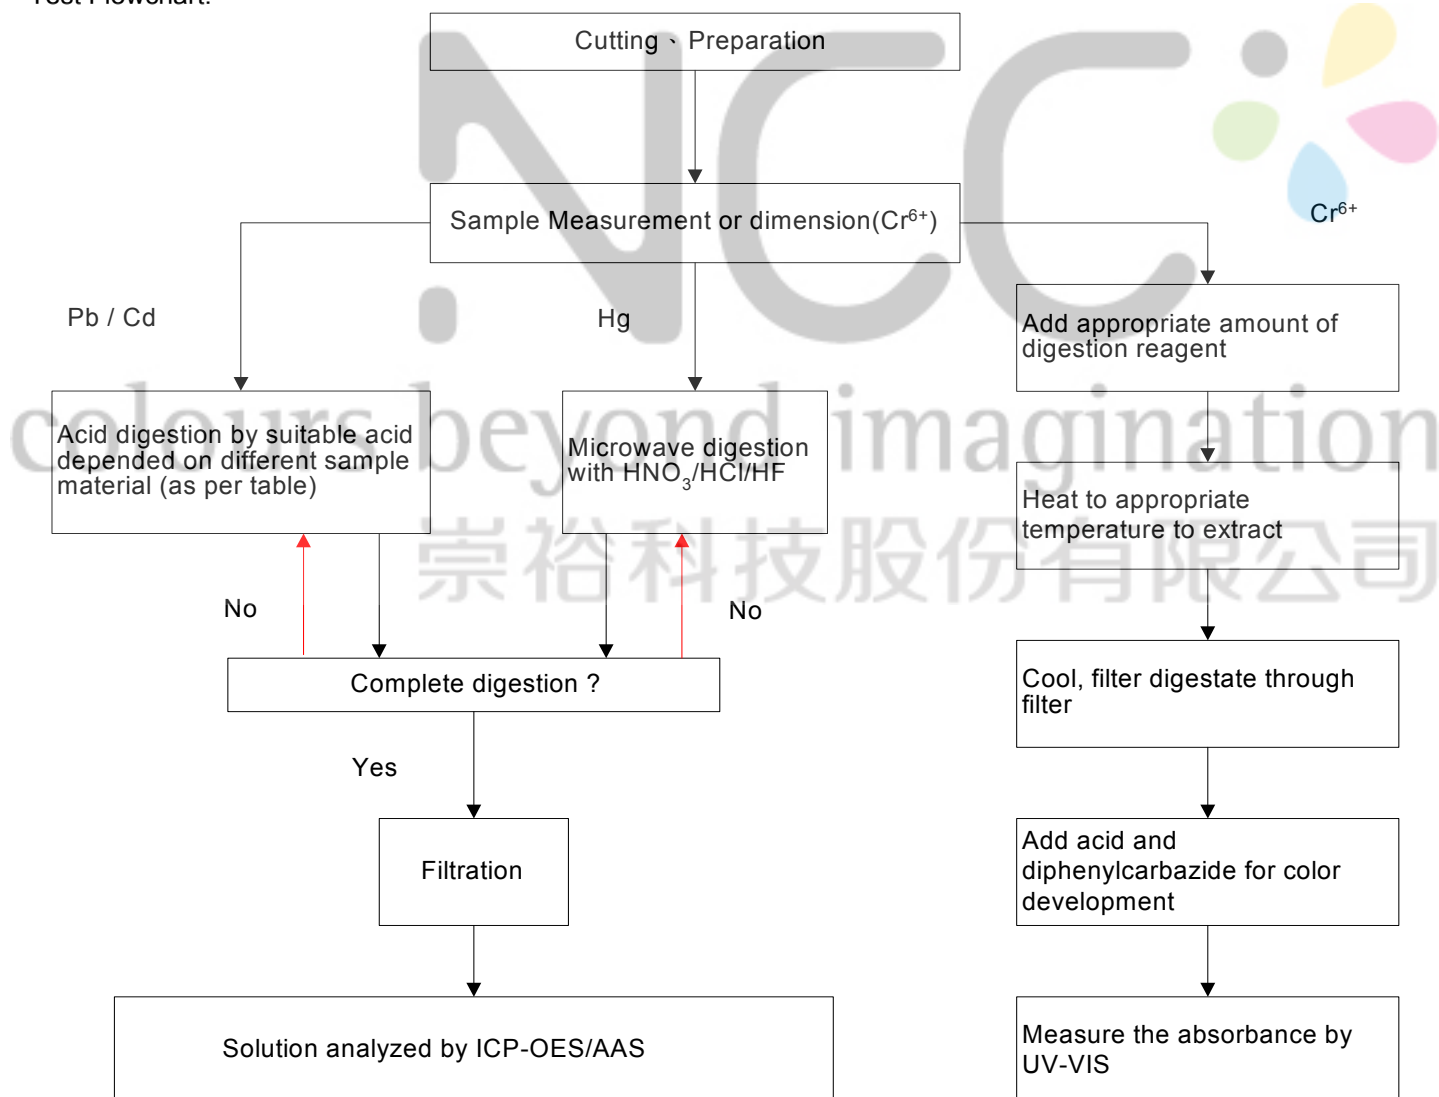 Test Flowchart:
Cutting、Preparation
Sample Measurement or dimension(Cr⁶⁺)
Cr⁶⁺
Pb / Cd
Hg
Add appropriate amount of
digestion reagent
NCC
colours beyond imagination
崇裕科技股份有限公司
Acid digestion by suitable acid
depended on different sample
material (as per table)
Microwave digestion
with HNO₃/HCl/HF
Heat to appropriate
temperature to extract
No
No
Complete digestion ?
Cool, filter digestate through
filter
Yes
Filtration
Add acid and
diphenylcarbazide for color
development
Solution analyzed by ICP-OES/AAS
Measure the absorbance by
UV-VIS